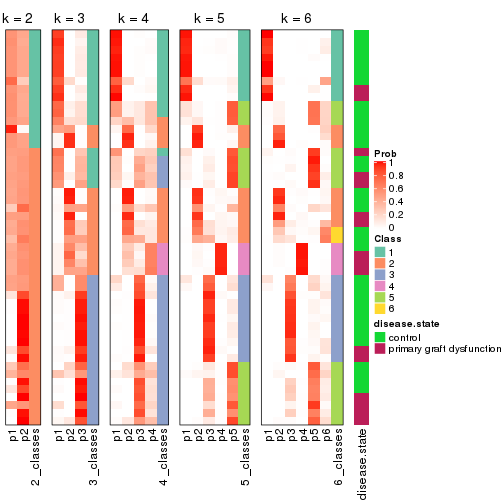 k = 2 k = 3 k = 4 k = 5 k = 6
Prob
1
0.8
0.6
0.4
0.2
0
Class
1
2
3
4
5
6
disease.state
control
primary graft dysfunction
p1 p2 2_classes p1 p2 p3 3_classes p1 p2 p3 p4 4_classes p1 p2 p3 p4 p5 5_classes p1 p2 p3 p4 p5 p6 6_classes disease.state